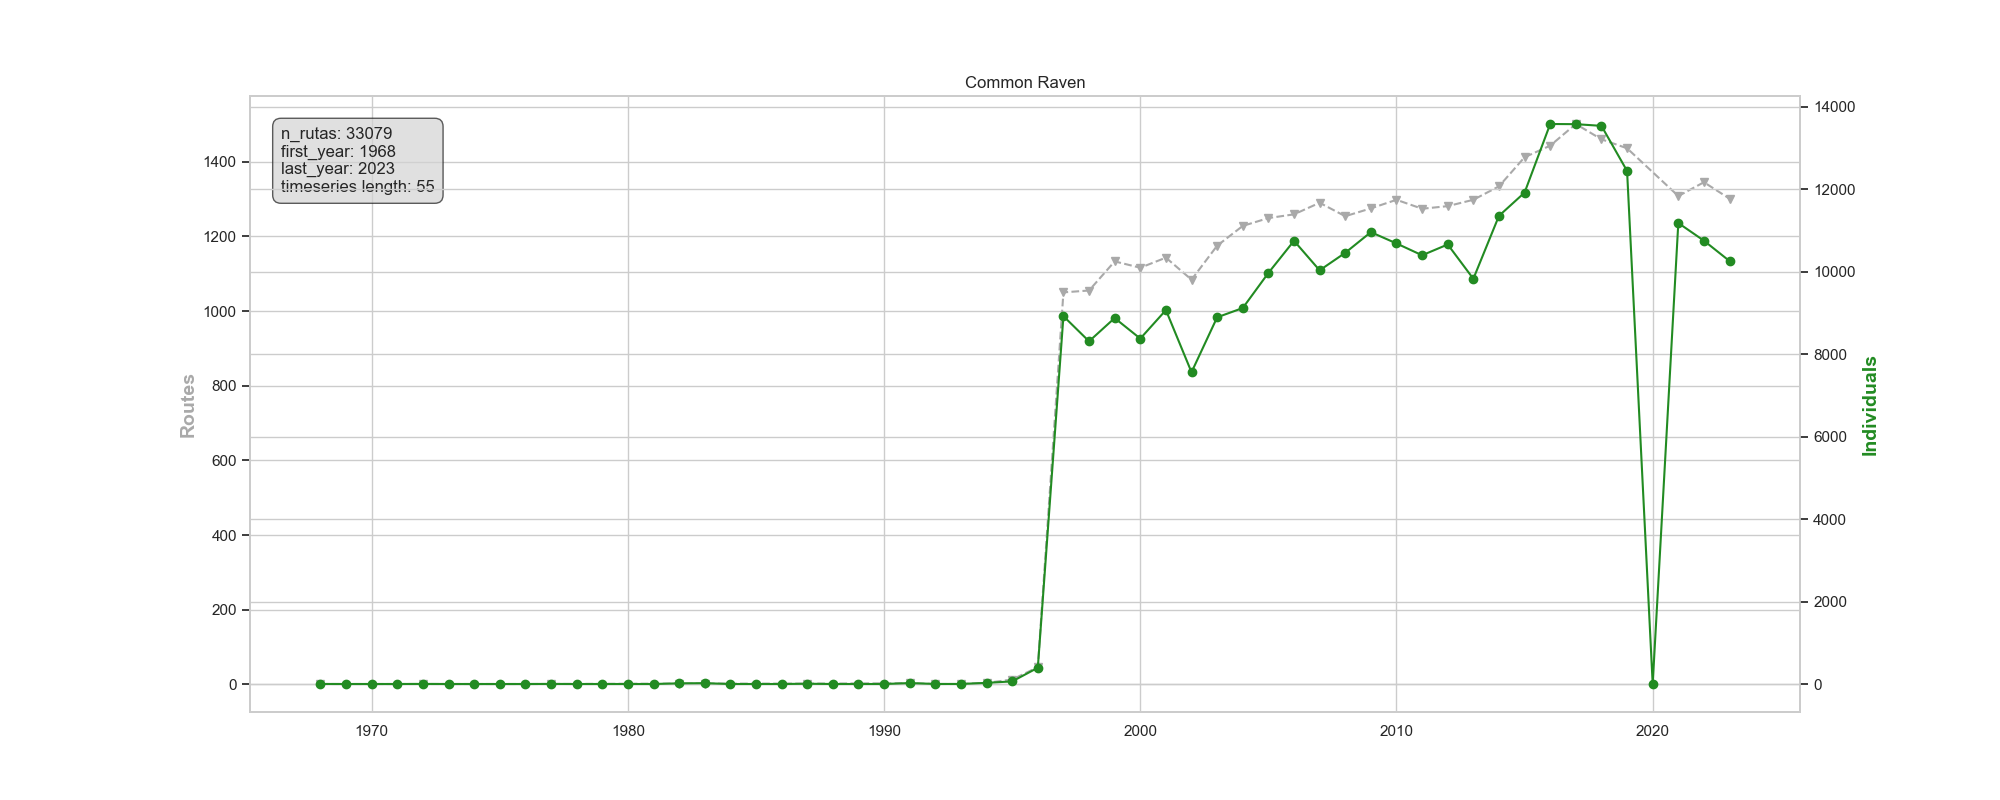 Common Raven
n_rutas: 33079
first_year: 1968
last_year: 2023
timeseries length: 55
Routes
1400
1200
1000
800
600
400
200
0
14000
12000
10000
8000
6000
4000
2000
0
Individuals
1970 1980 1990 2000 2010 2020